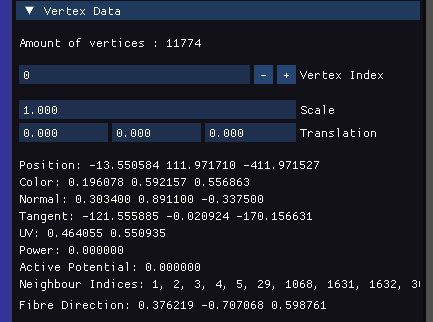 ▼ Vertex Data
Amount of vertices : 11774
0 - + Vertex Index
1.000 Scale
0.000 0.000 0.000 Translation
Position: -13.550584 111.971710 -411.971527
Color: 0.196078 0.592157 0.556863
Normal: 0.303400 0.891100 -0.337500
Tangent: -121.555885 -0.020924 -170.156631
UV: 0.464055 0.550935
Power: 0.000000
Active Potential: 0.000000
Neighbour Indices: 1, 2, 3, 4, 5, 29, 1068, 1631, 1632,
Fibre Direction: 0.376219 -0.707068 0.598761